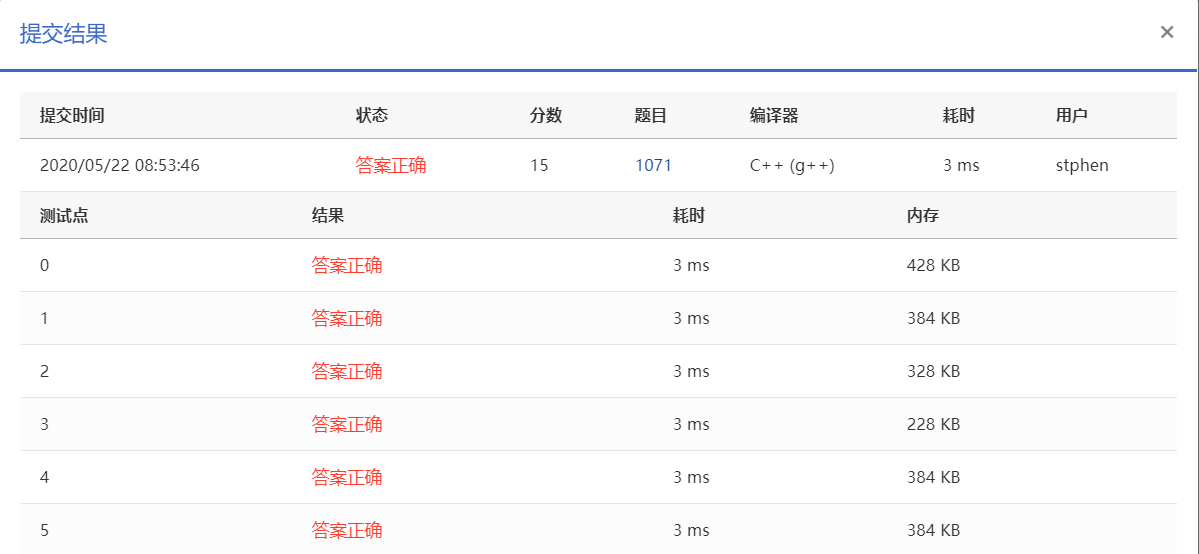 提交结果 ×
提交时间 状态 分数 题目 编译器 耗时 用户
2020/05/22 08:53:46 答案正确 15 1071 C++ (g++) 3 ms stphen
测试点 结果 耗时 内存
0 答案正确 3 ms 428 KB
1 答案正确 3 ms 384 KB
2 答案正确 3 ms 328 KB
3 答案正确 3 ms 228 KB
4 答案正确 3 ms 384 KB
5 答案正确 3 ms 384 KB